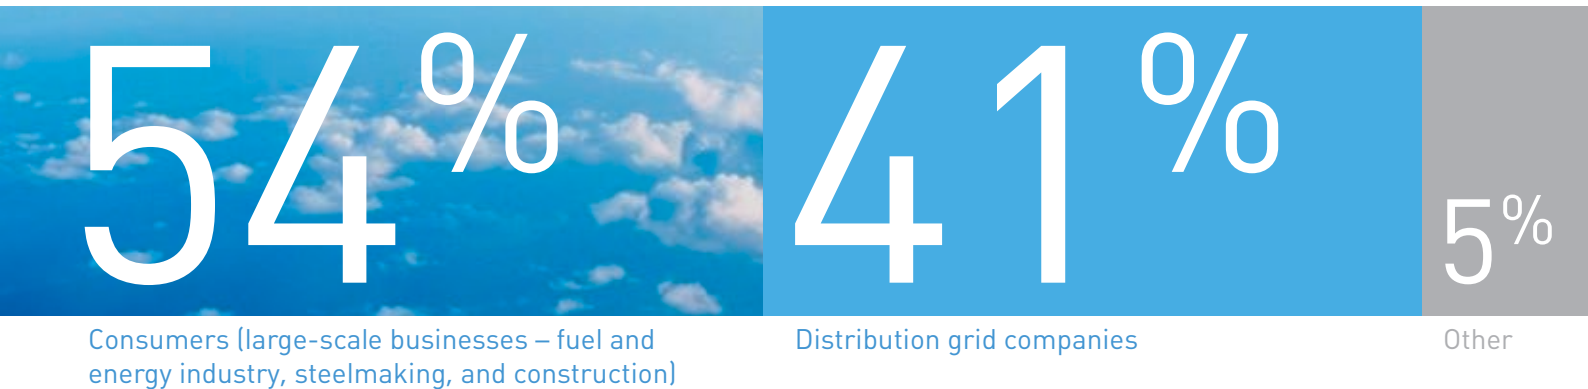 54%
41%
5%
Consumers (large-scale businesses – fuel and
energy industry, steelmaking, and construction)
Distribution grid companies
Other